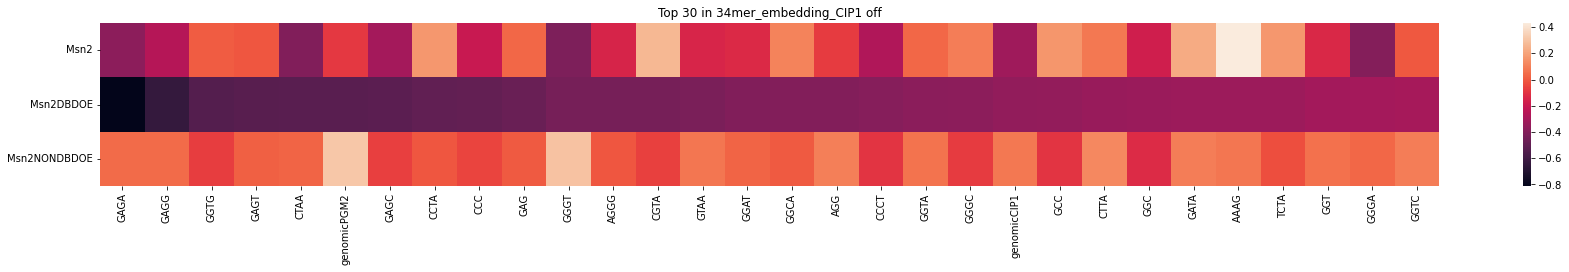 Top 30 in 34mer_embedding_CIP1 off
Msn2
Msn2DBDOE
Msn2NONDBDOE
GAGA
GAGG
GGTG
GAGT
CTAA
genomicPGM2
GAGC
CCTA
CCC
GAG
GGGT
AGGG
CGTA
GTAA
GGAT
GGCA
AGG
CCCT
GGTA
GGGC
genomicCIP1
GCC
CTTA
GGC
GATA
AAAG
TCTA
GGT
GGGA
GGTC
0.4
0.2
0.0
−0.2
−0.4
−0.6
−0.8